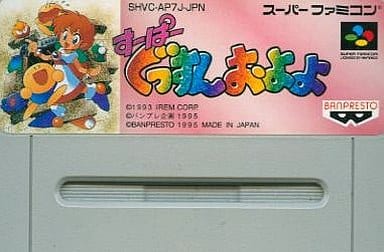 SHVC-AP7J-JPN
スーパーファミコン
すーぱー
ぐっすんおよよ
SUPER FAMICOM
©1993 IREM CORP.
©バンプレ企画 1995
©BANPRESTO 1995 MADE IN JAPAN
BANPRESTO